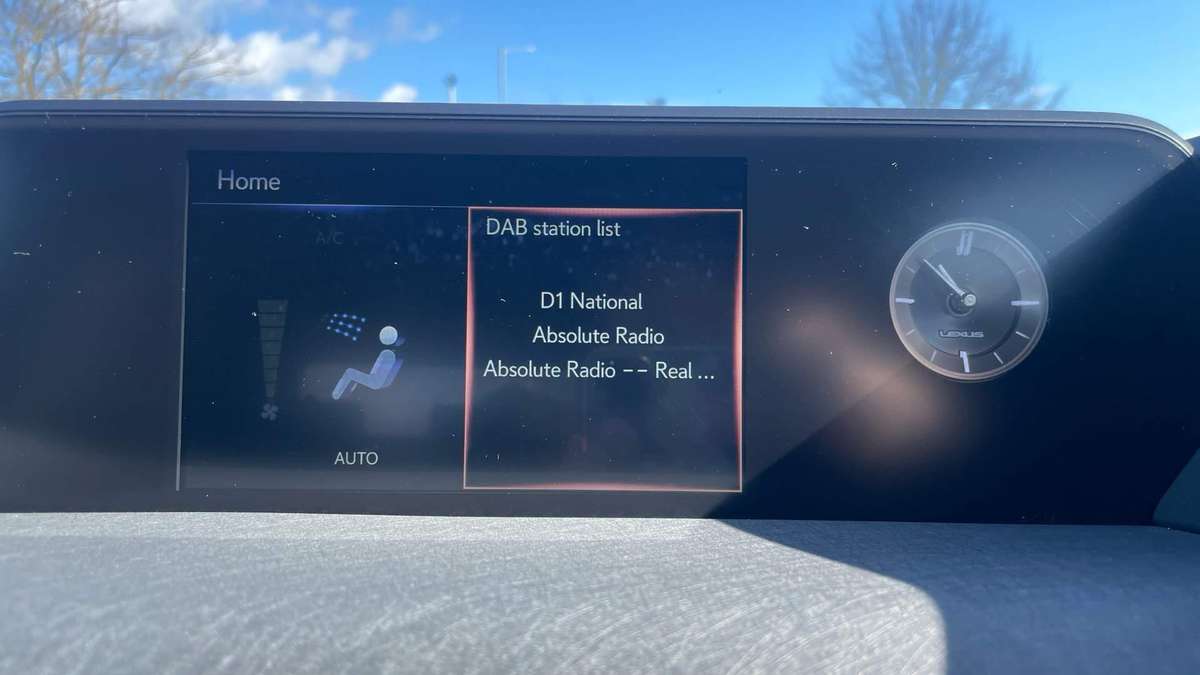 Home
A/C
DAB station list
D1 National
Absolute Radio
Absolute Radio -- Real ...
AUTO
LEXUS